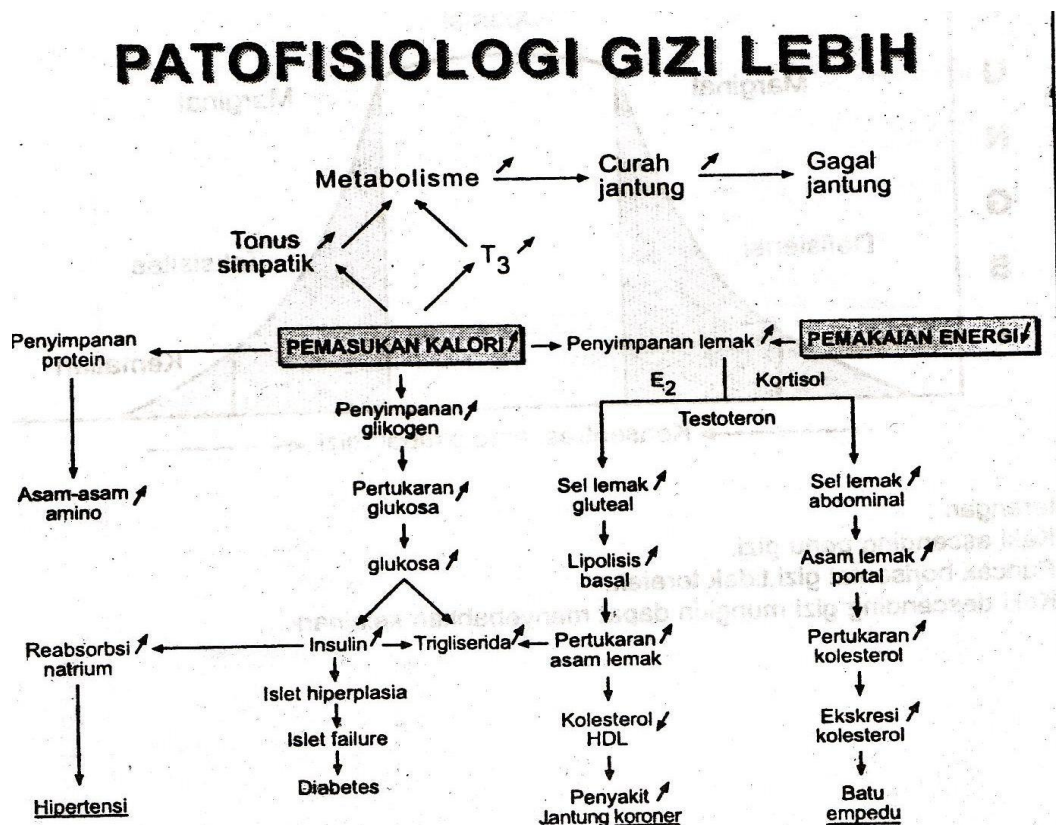 PATOFISIOLOGI GIZI LEBIH
Metabolisme
Curah
jantung
Gagal
jantung
Tonus
simpatik
T3
Penyimpanan
protein
PEMASUKAN KALORI
Penyimpanan lemak
PEMAKAIAN ENERGI
E2
Kortisol
Testoteron
Penyimpanan
glikogen
Asam-asam
amino
Pertukaran
glukosa
Sel lemak
gluteal
Sel lemak
abdominal
glukosa
Lipolisis
basal
Asam lemak
portal
Reabsorbsi
natrium
Insulin
Trigliserida
Pertukaran
asam lemak
Pertukaran
kolesterol
Islet hiperplasia
Islet failure
Diabetes
Kolesterol
HDL
Ekskresi
kolesterol
Hipertensi
Penyakit
Jantung koroner
Batu
empedu